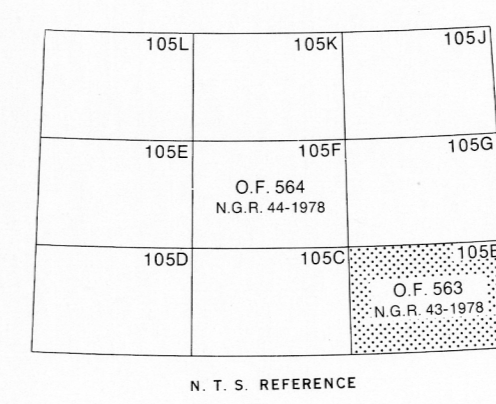 105L
105K
105J
105E
105F
105G
O.F. 564
N.G.R. 44-1978
105D
105C
105B
O.F. 563
N.G.R. 43-1978
N. T. S. REFERENCE